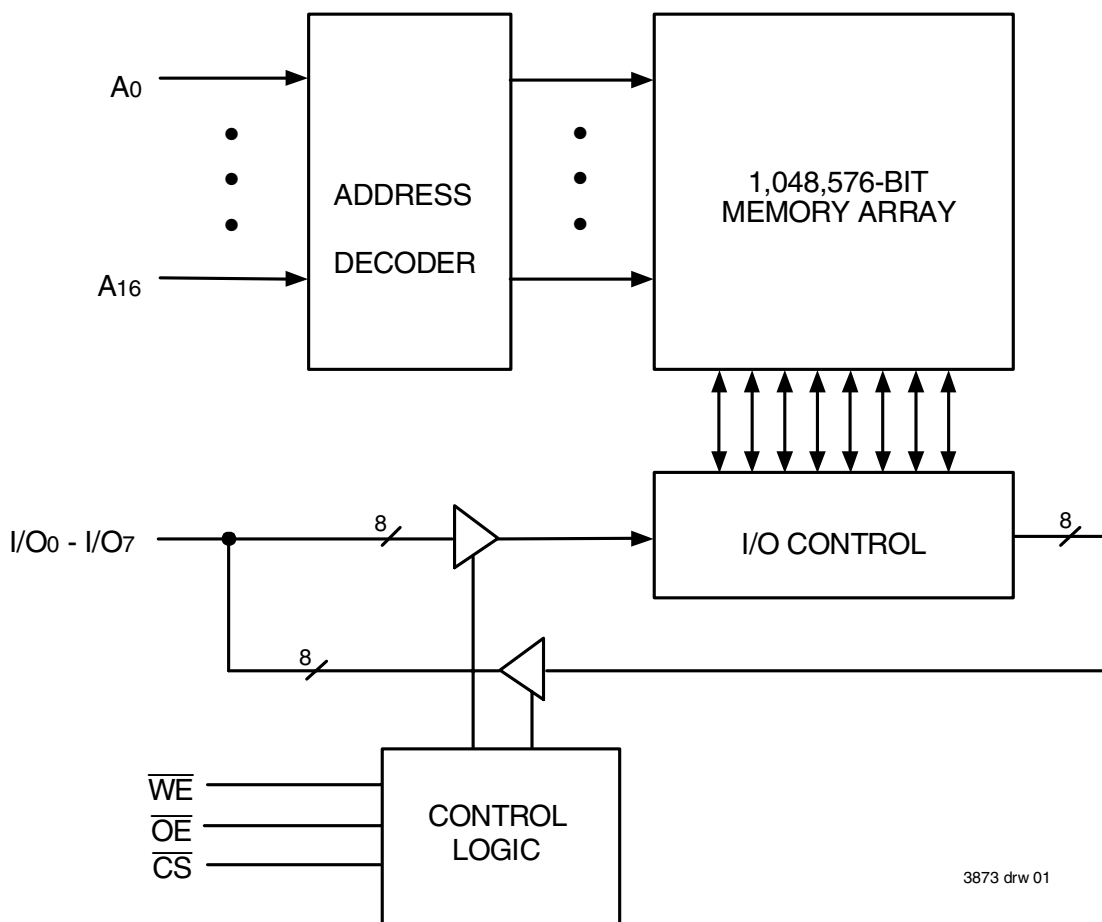 A0
A16
ADDRESS
DECODER
1,048,576-BIT
MEMORY ARRAY
I/O0 - I/O7
8
I/O CONTROL
8
8
WE
OE
CS
CONTROL
LOGIC
3873 drw 01